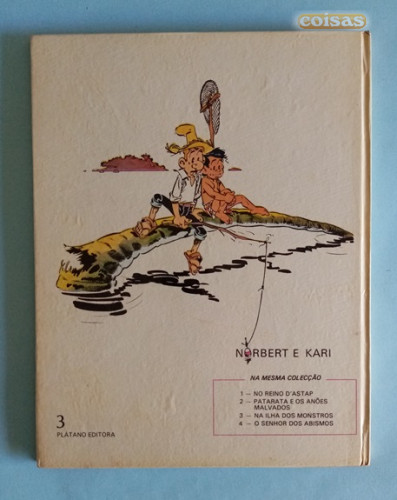 coisas
NORBERT E KARI
NA MESMA COLECÇÃO
1 — NO REINO D'ASTAP
2 — PATARATA E OS ANÕES
MALVADOS
3 — NA ILHA DOS MONSTROS
4 — O SENHOR DOS ABISMOS
3
PLÁTANO EDITORA